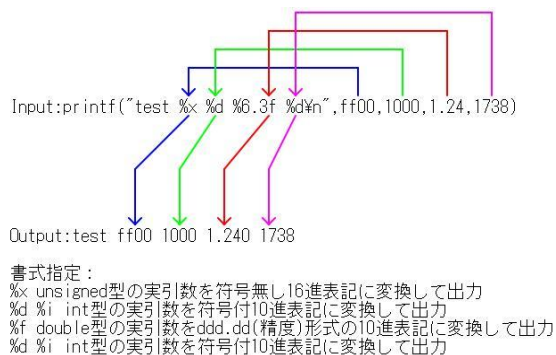 Input:printf("test %x %d %6.3f %d¥n",ff00,1000,1.24,1738)
Output:test ff00 1000 1.240 1738
書式指定：
%x unsigned型の実引数を符号無し16進表記に変換して出力
%d %i int型の実引数を符号付10進表記に変換して出力
%f double型の実引数をddd.dd(精度)形式の10進表記に変換して出力
%d %i int型の実引数を符号付10進表記に変換して出力